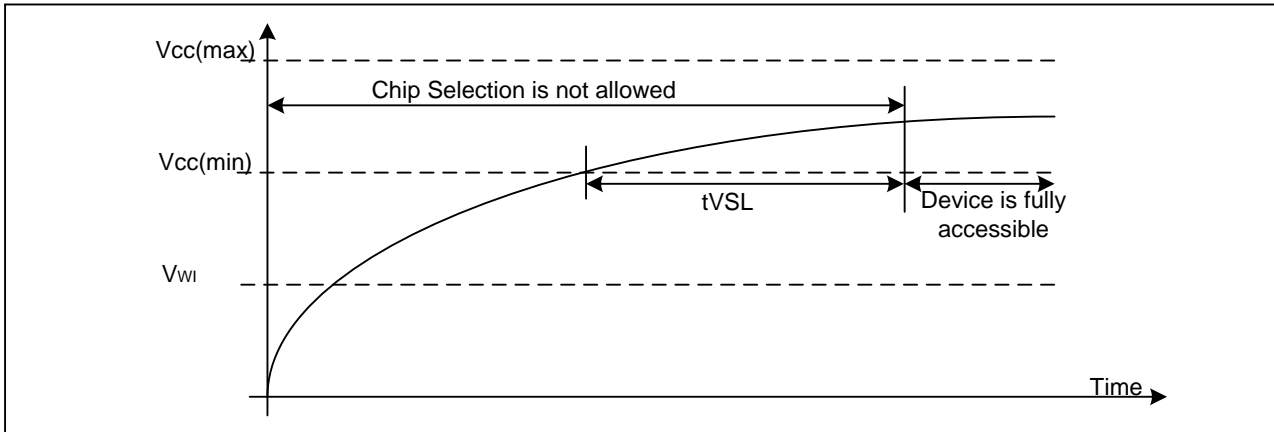 Vcc(max)
Chip Selection is not allowed
Vcc(min)
tVSL
Device is fully
accessible
VWI
Time